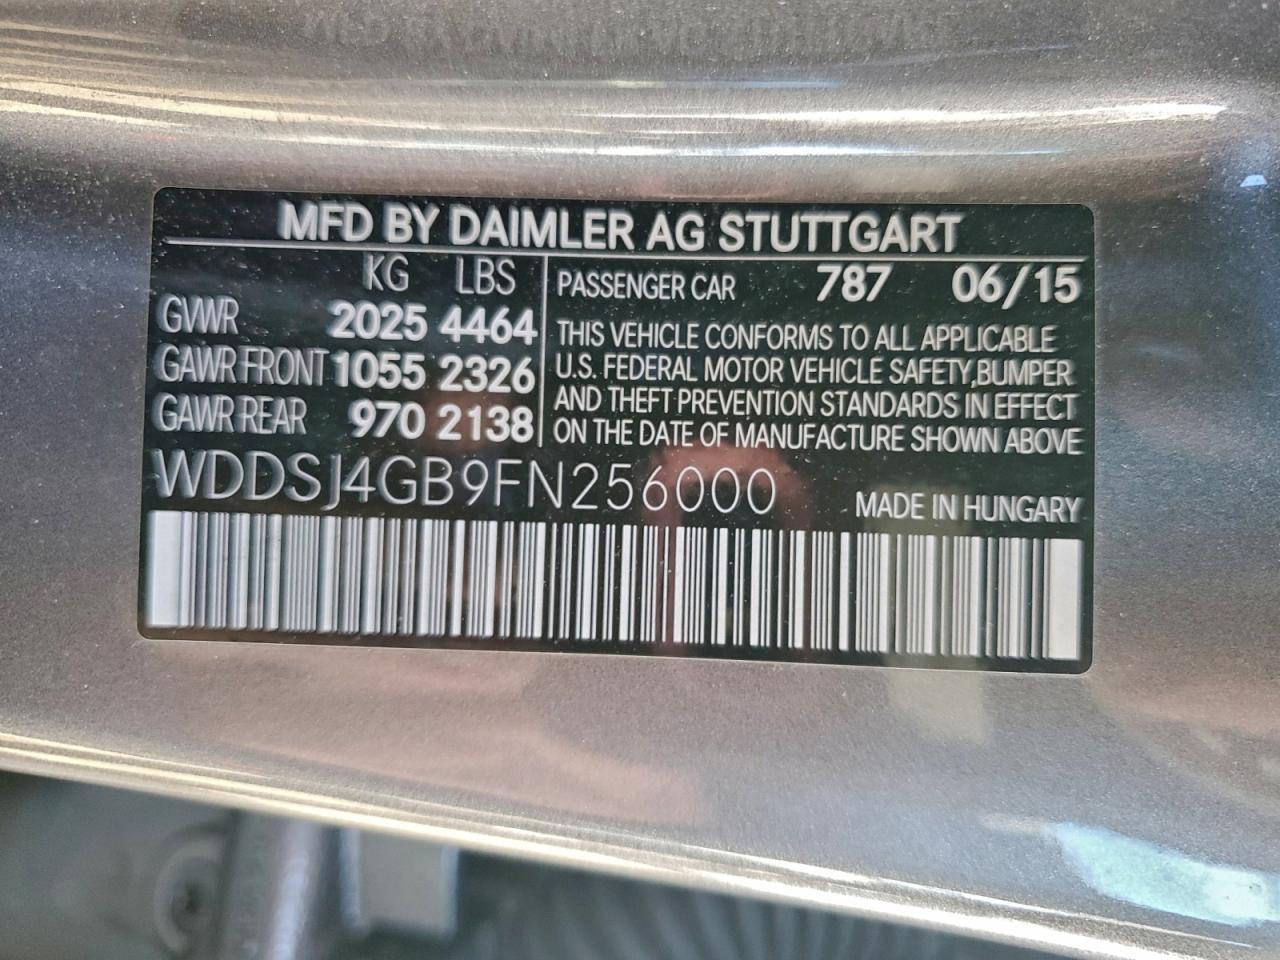 MFD BY DAIMLER AG STUTTGART
KG LBS
GVWR 2025 4464
GAWR FRONT 1055 2326
GAWR REAR 970 2138
PASSENGER CAR 787 06/15
THIS VEHICLE CONFORMS TO ALL APPLICABLE
U.S. FEDERAL MOTOR VEHICLE SAFETY, BUMPER
AND THEFT PREVENTION STANDARDS IN EFFECT
ON THE DATE OF MANUFACTURE SHOWN ABOVE
WDDSJ4GB9FN256000
MADE IN HUNGARY